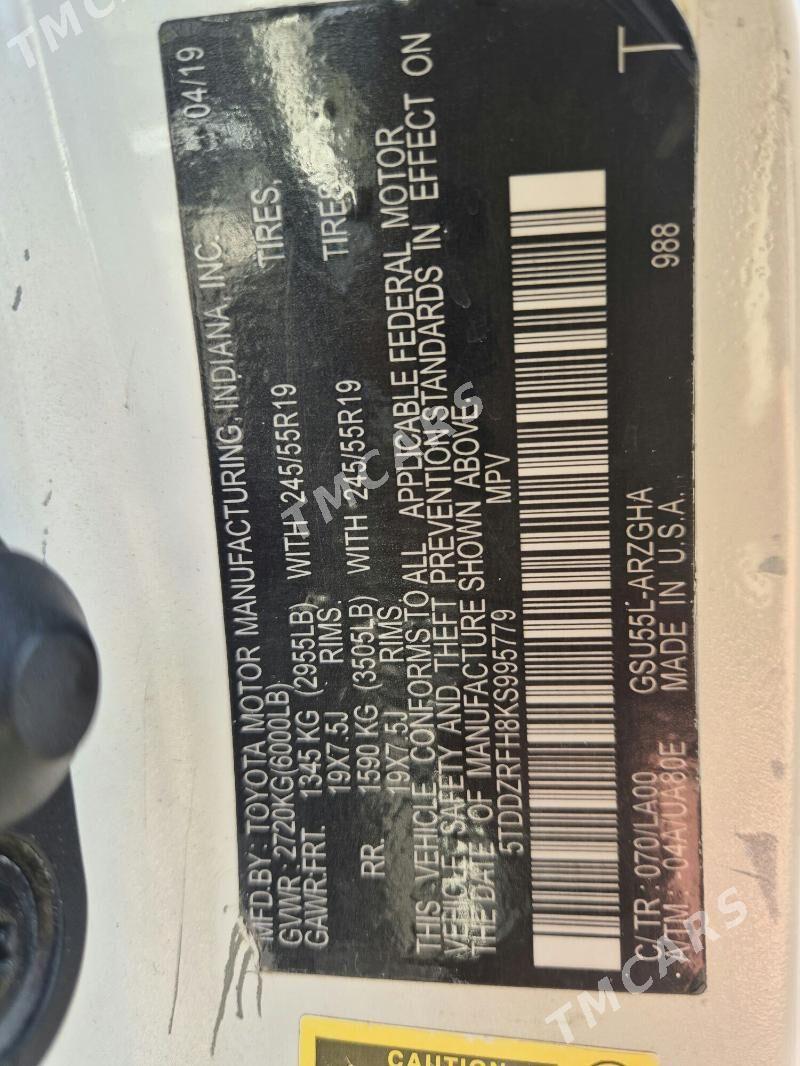 MFD.BY: TOYOTA MOTOR MANUFACTURING, INDIANA, INC. 04/19
GVWR : 2720KG(6000LB)
GAWR:FRT. 1345 KG (2955LB) WITH 245/55R19 TIRES,
19X7.5J RIMS.
RR. 1590 KG (3505LB) WITH 245/55R19 TIRES
19X7.5J RIMS.
THIS VEHICLE CONFORMS TO ALL APPLICABLE FEDERAL MOTOR
VEHICLE SAFETY AND THEFT PREVENTION STANDARDS IN EFFECT ON
THE DATE OF MANUFACTURE SHOWN ABOVE.
5TDDZRFH8KS995779 MPV
C/TR : 070/LA00 GSU55L-ARZGHA 988
A/TM : -04A/UA80E MADE IN U.S.A.
T
CAUTION
TMCARS
TMCARS
TMCARS